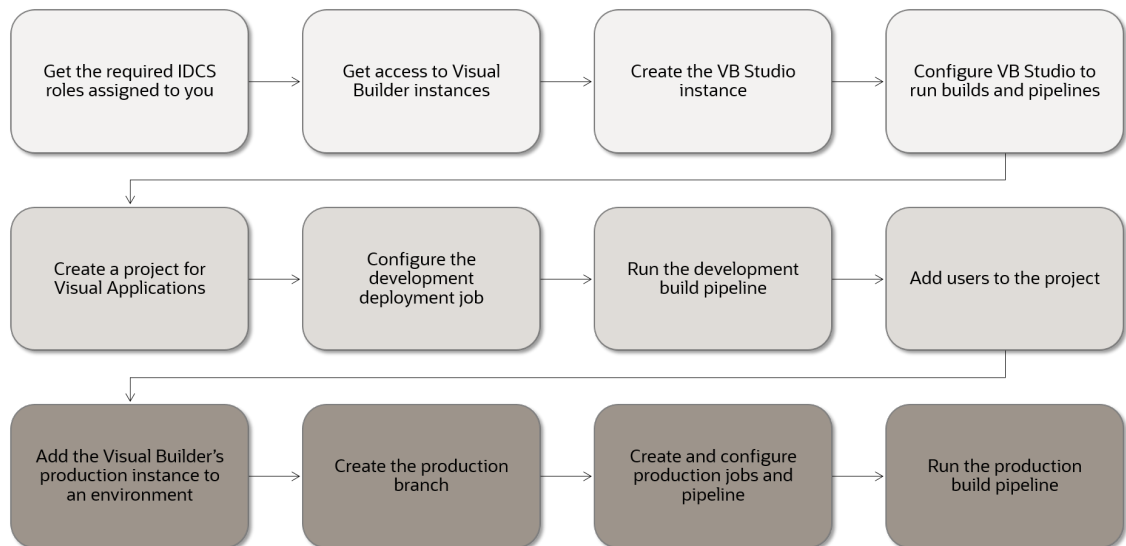 Get the required IDCS
roles assigned to you
Get access to Visual
Builder instances
Create the VB Studio
instance
Configure VB Studio to
run builds and pipelines
Create a project for
Visual Applications
Configure the
development
deployment job
Run the development
build pipeline
Add users to the project
Add the Visual Builder's
production instance to
an environment
Create the production
branch
Create and configure
production jobs and
pipeline
Run the production
build pipeline